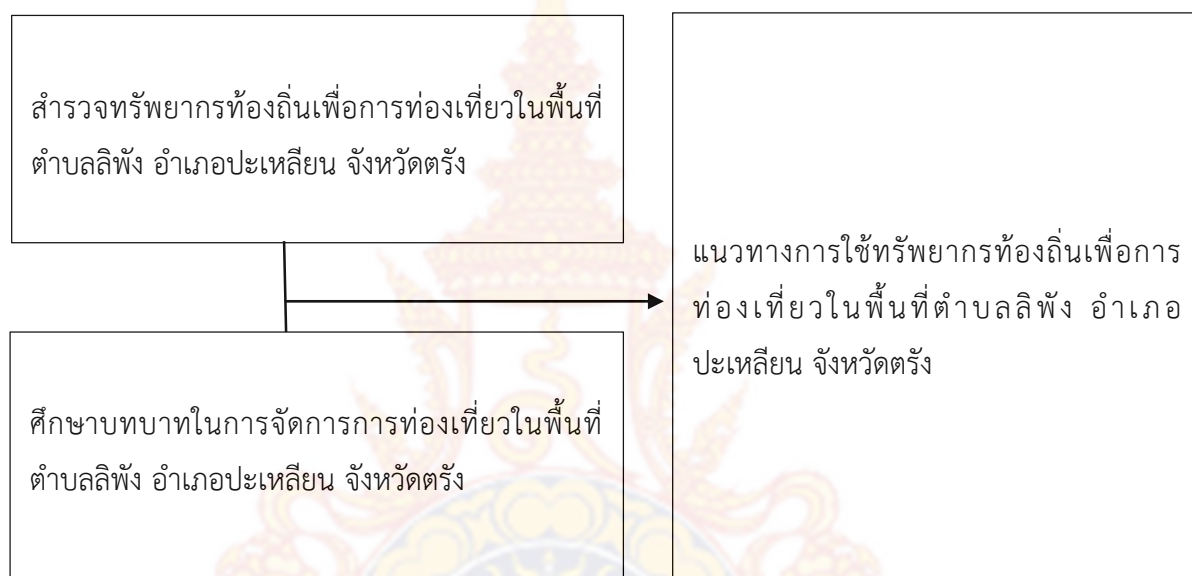 สำรวจทรัพยากรท้องถิ่นเพื่อการท่องเที่ยวในพื้นที่
ตำบลลิพัง อำเภอปะเหลียน จังหวัดตรัง
ศึกษาบทบาทในการจัดการการท่องเที่ยวในพื้นที่
ตำบลลิพัง อำเภอปะเหลียน จังหวัดตรัง
แนวทางการใช้ทรัพยากรท้องถิ่นเพื่อการ
ท่องเที่ยวในพื้นที่ตำบลลิพัง อำเภอ
ปะเหลียน จังหวัดตรัง